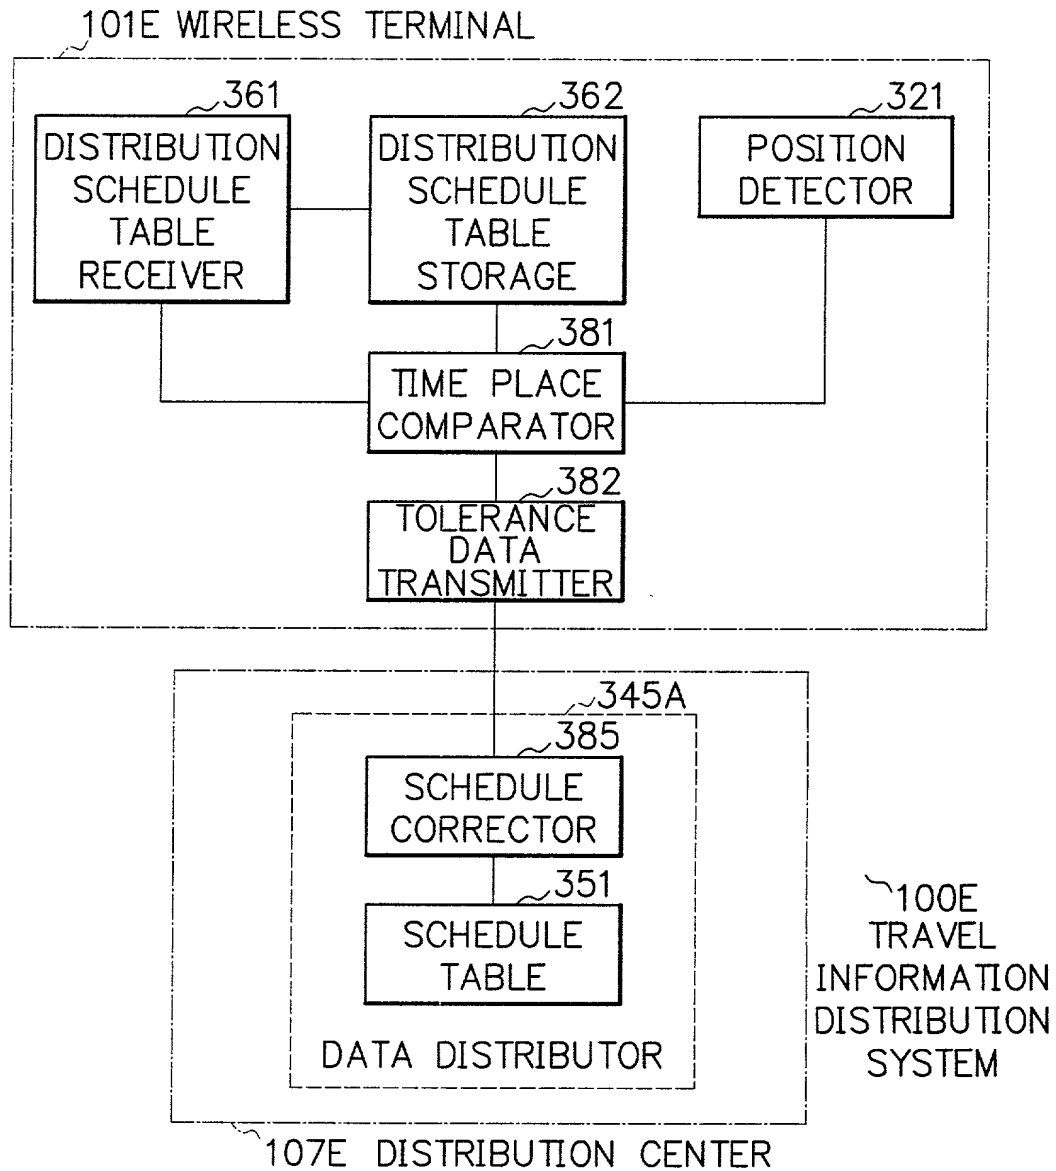 101E WIRELESS TERMINAL
361
DISTRIBUTION
SCHEDULE
TABLE
RECEIVER
362
DISTRIBUTION
SCHEDULE
TABLE
STORAGE
321
POSITION
DETECTOR
381
TIME PLACE
COMPARATOR
382
TOLERANCE
DATA
TRANSMITTER
345A
385
SCHEDULE
CORRECTOR
351
SCHEDULE
TABLE
DATA DISTRIBUTOR
100E
TRAVEL
INFORMATION
DISTRIBUTION
SYSTEM
107E DISTRIBUTION CENTER